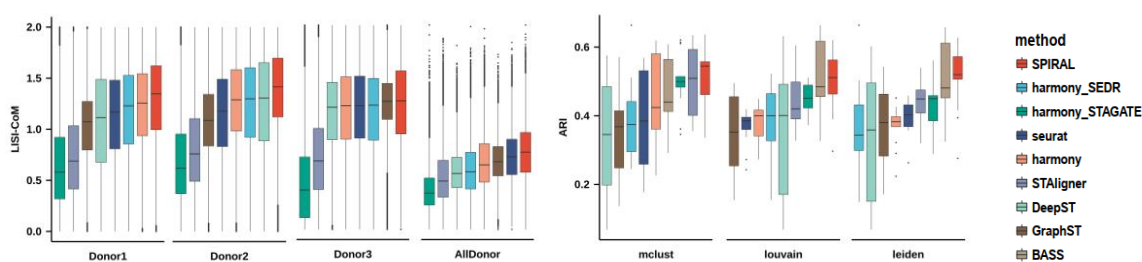 LISI-CoM
2.0
1.5
1.0
0.5
0.0
Donor1 Donor2 Donor3 AllDonor
ARI
0.6
0.4
0.2
mclust louvain leiden
method
SPIRAL
harmony_SEDR
harmony_STAGATE
seurat
harmony
STAligner
DeepST
GraphST
BASS